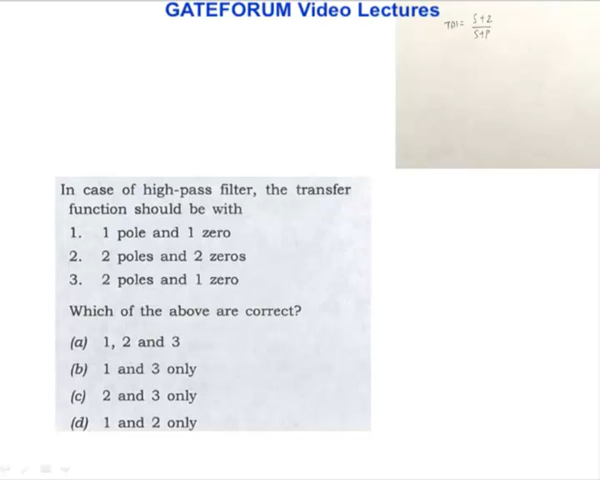 GATEFORUM Video Lectures
T(s)= S+Z
S+P
In case of high-pass filter, the transfer
function should be with
1. 1 pole and 1 zero
2. 2 poles and 2 zeros
3. 2 poles and 1 zero
Which of the above are correct?
(a) 1, 2 and 3
(b) 1 and 3 only
(c) 2 and 3 only
(d) 1 and 2 only